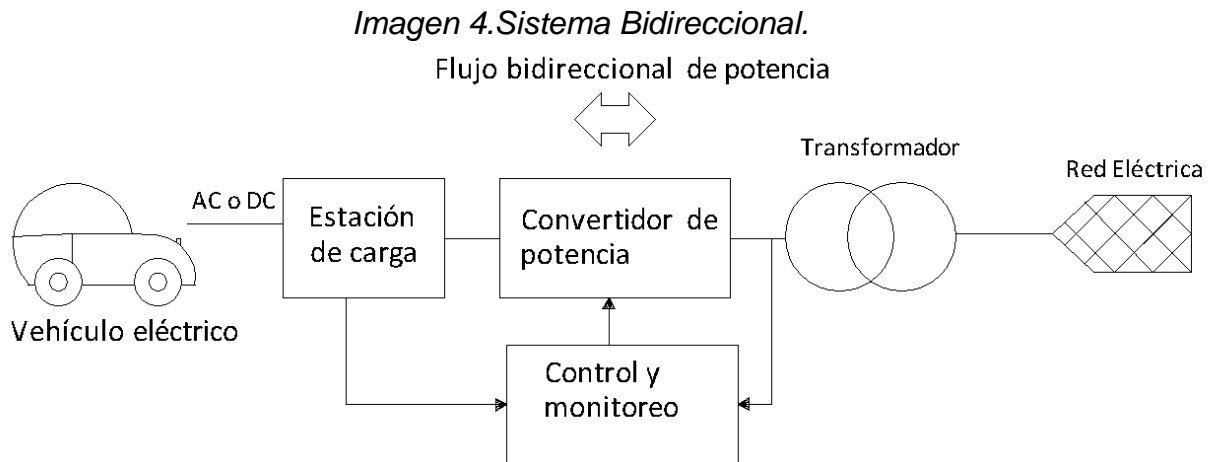 Imagen 4.Sistema Bidireccional.
Flujo bidireccional de potencia
Transformador
Red Eléctrica
AC o DC
Estación
de carga
Convertidor de
potencia
Vehículo eléctrico
Control y
monitoreo